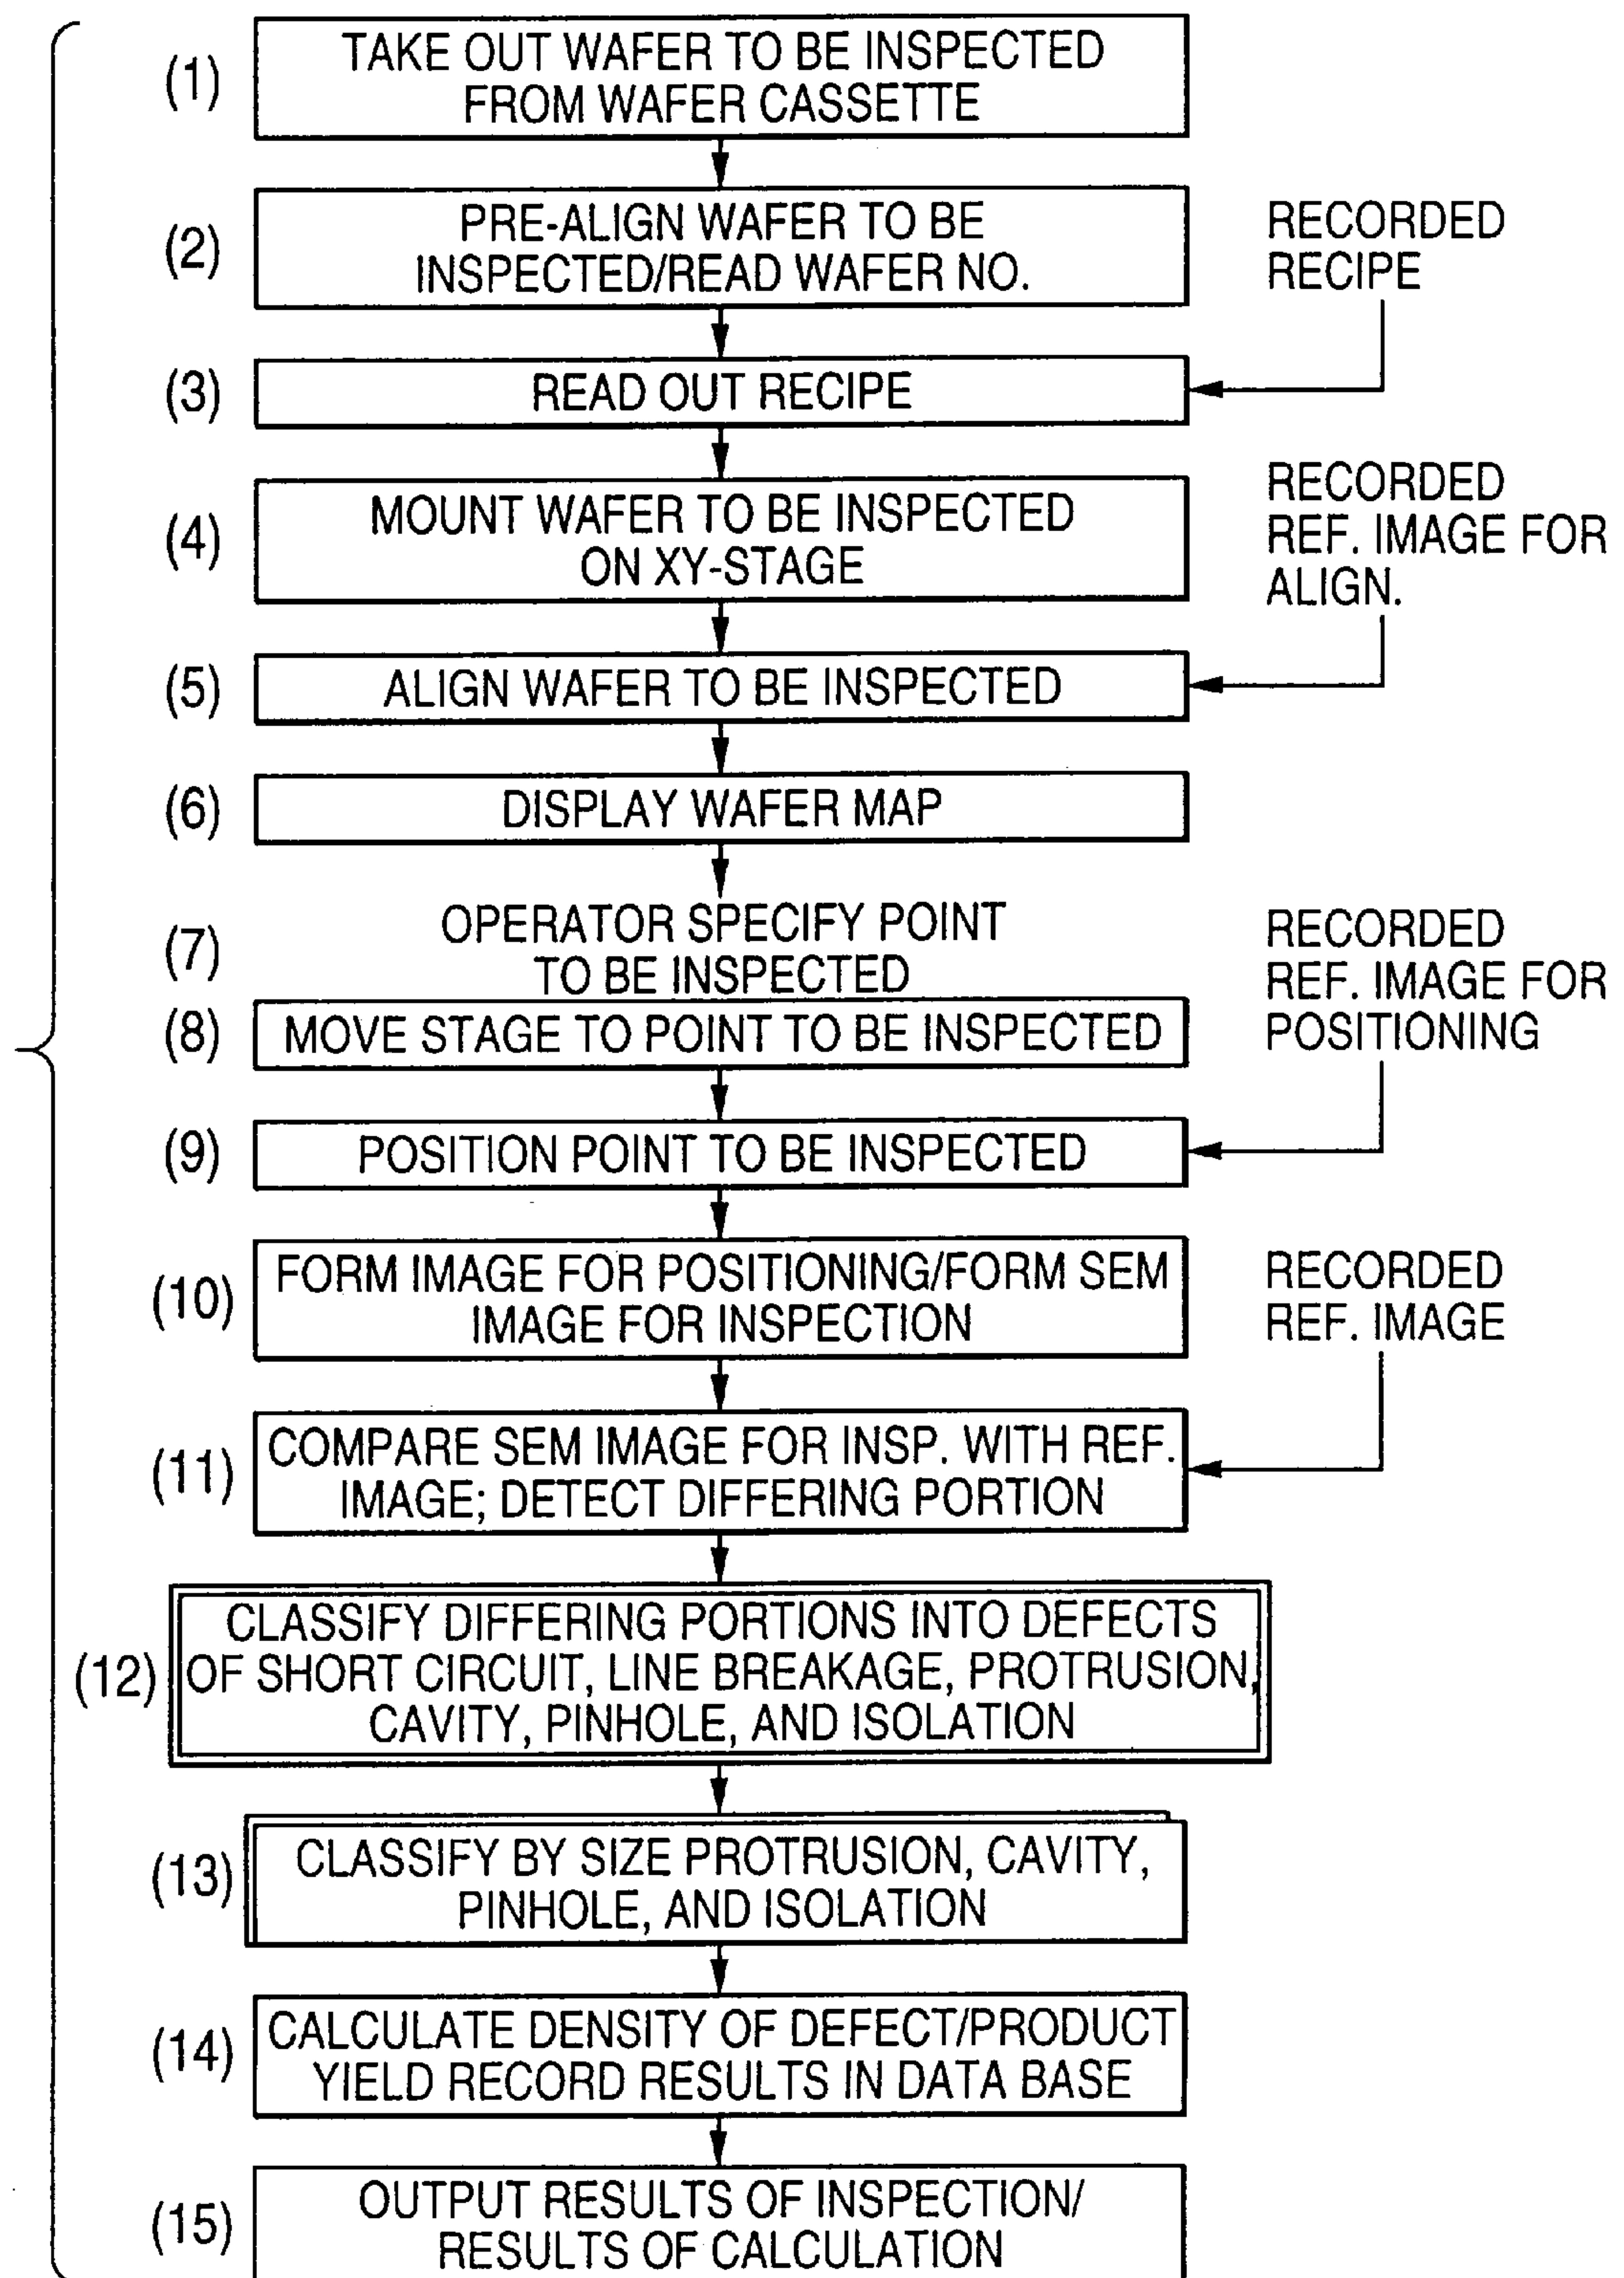 (1)
TAKE OUT WAFER TO BE INSPECTED
FROM WAFER CASSETTE
(2)
PRE-ALIGN WAFER TO BE
INSPECTED/READ WAFER NO.
RECORDED
RECIPE
(3)
READ OUT RECIPE
(4)
MOUNT WAFER TO BE INSPECTED
ON XY-STAGE
RECORDED
REF. IMAGE FOR
ALIGN.
(5)
ALIGN WAFER TO BE INSPECTED
(6)
DISPLAY WAFER MAP
(7)
OPERATOR SPECIFY POINT
TO BE INSPECTED
RECORDED
REF. IMAGE FOR
POSITIONING
(8)
MOVE STAGE TO POINT TO BE INSPECTED
(9)
POSITION POINT TO BE INSPECTED
(10)
FORM IMAGE FOR POSITIONING/FORM SEM
IMAGE FOR INSPECTION
RECORDED
REF. IMAGE
(11)
COMPARE SEM IMAGE FOR INSP. WITH REF.
IMAGE; DETECT DIFFERING PORTION
(12)
CLASSIFY DIFFERING PORTIONS INTO DEFECTS
OF SHORT CIRCUIT, LINE BREAKAGE, PROTRUSION,
CAVITY, PINHOLE, AND ISOLATION
(13)
CLASSIFY BY SIZE PROTRUSION, CAVITY,
PINHOLE, AND ISOLATION
(14)
CALCULATE DENSITY OF DEFECT/PRODUCT
YIELD RECORD RESULTS IN DATA BASE
(15)
OUTPUT RESULTS OF INSPECTION/
RESULTS OF CALCULATION